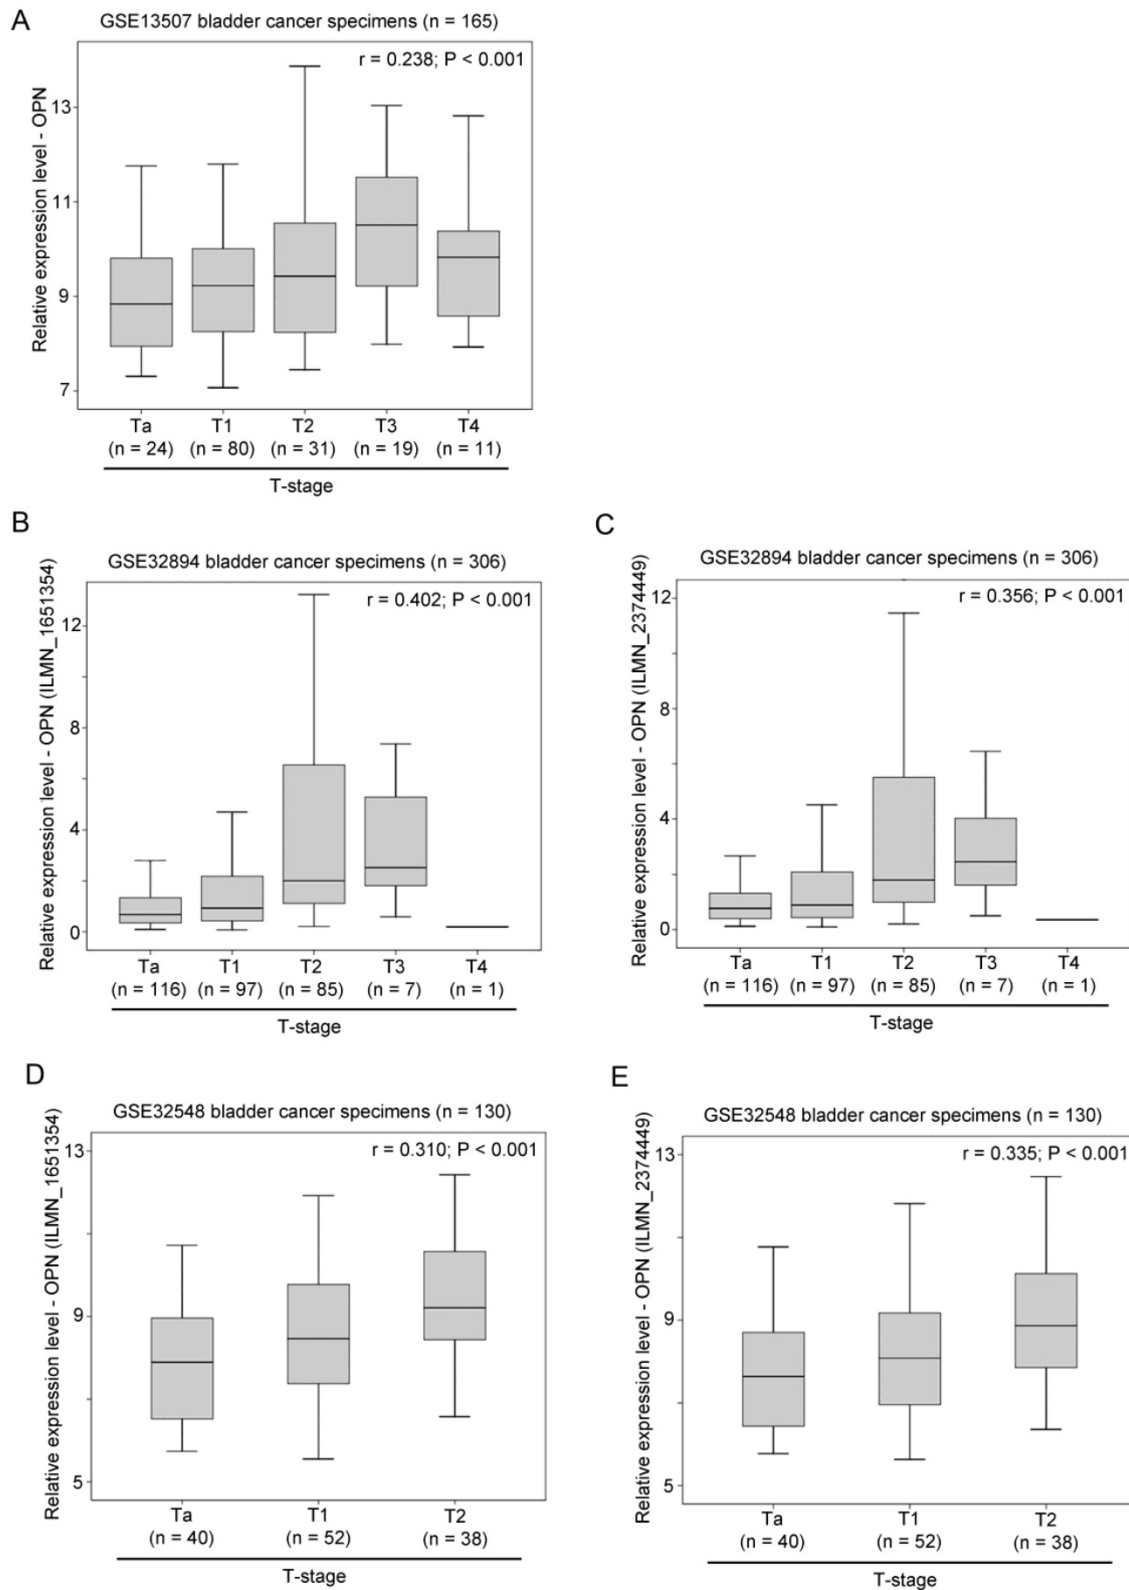 A
GSE13507 bladder cancer specimens (n = 165)
r = 0.238; P < 0.001
Relative expression level - OPN
13
11
9
7
Ta T1 T2 T3 T4
(n = 24) (n = 80) (n = 31) (n = 19) (n = 11)
T-stage
B
GSE32894 bladder cancer specimens (n = 306)
r = 0.402; P < 0.001
Relative expression level - OPN (ILMN_1651354)
12
8
4
0
Ta T1 T2 T3 T4
(n = 116) (n = 97) (n = 85) (n = 7) (n = 1)
T-stage
C
GSE32894 bladder cancer specimens (n = 306)
r = 0.356; P < 0.001
Relative expression level - OPN (ILMN_2374449)
12
8
4
0
Ta T1 T2 T3 T4
(n = 116) (n = 97) (n = 85) (n = 7) (n = 1)
T-stage
D
GSE32548 bladder cancer specimens (n = 130)
r = 0.310; P < 0.001
Relative expression level - OPN (ILMN_1651354)
13
9
5
Ta T1 T2
(n = 40) (n = 52) (n = 38)
T-stage
E
GSE32548 bladder cancer specimens (n = 130)
r = 0.335; P < 0.001
Relative expression level - OPN (ILMN_2374449)
13
9
5
Ta T1 T2
(n = 40) (n = 52) (n = 38)
T-stage